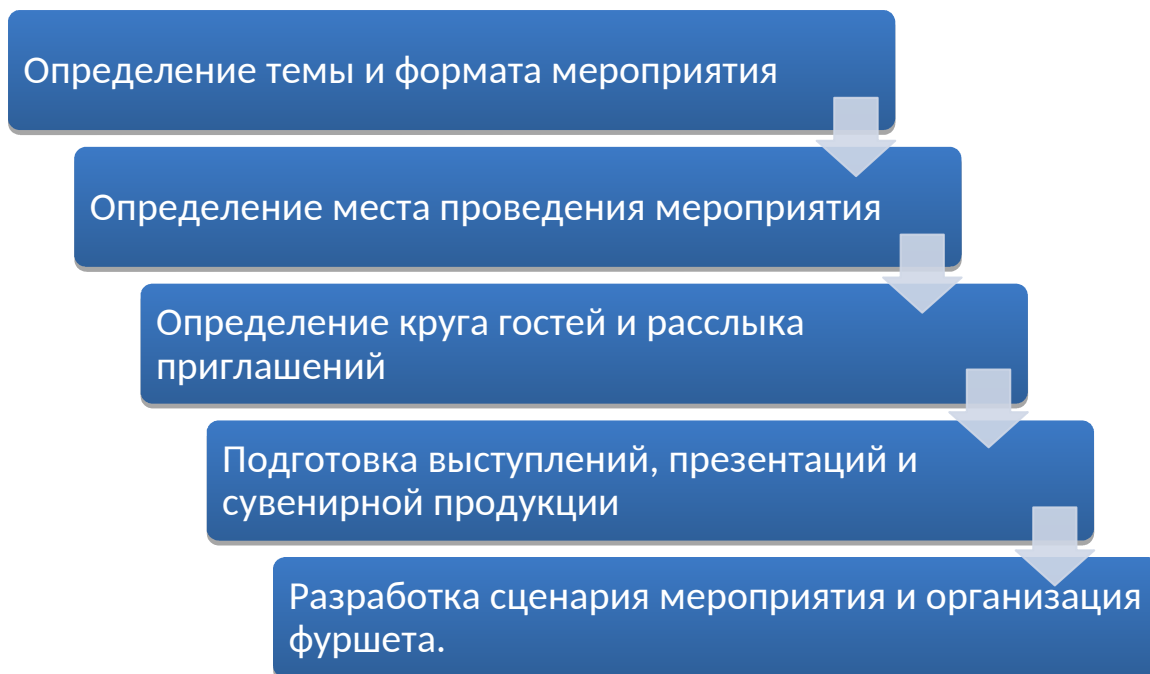 Определение темы и формата мероприятия
Определение места проведения мероприятия
Определение круга гостей и расслыка
приглашений
Подготовка выступлений, презентаций и
сувенирной продукции
Разработка сценария мероприятия и организация
фуршета.